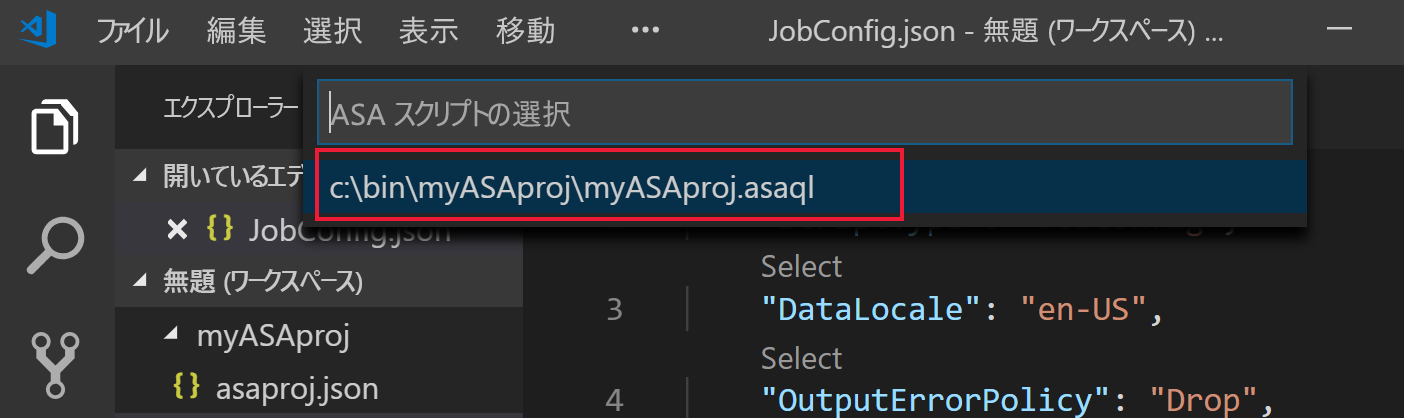 ファイル 編集 選択 表示 移動 ··· JobConfig.json - 無題 (ワークスペース) ...
エクスプローラー
ASA スクリプトの選択
開いているエデ
c:\bin\myASAproj\myASAproj.asaql
JobConfig.json
Select
無題 (ワークスペース)
3 "DataLocale": "en-US",
myASAproj
Select
{ } asaproj.json
4 "OutputErrorPolicy": "Drop",